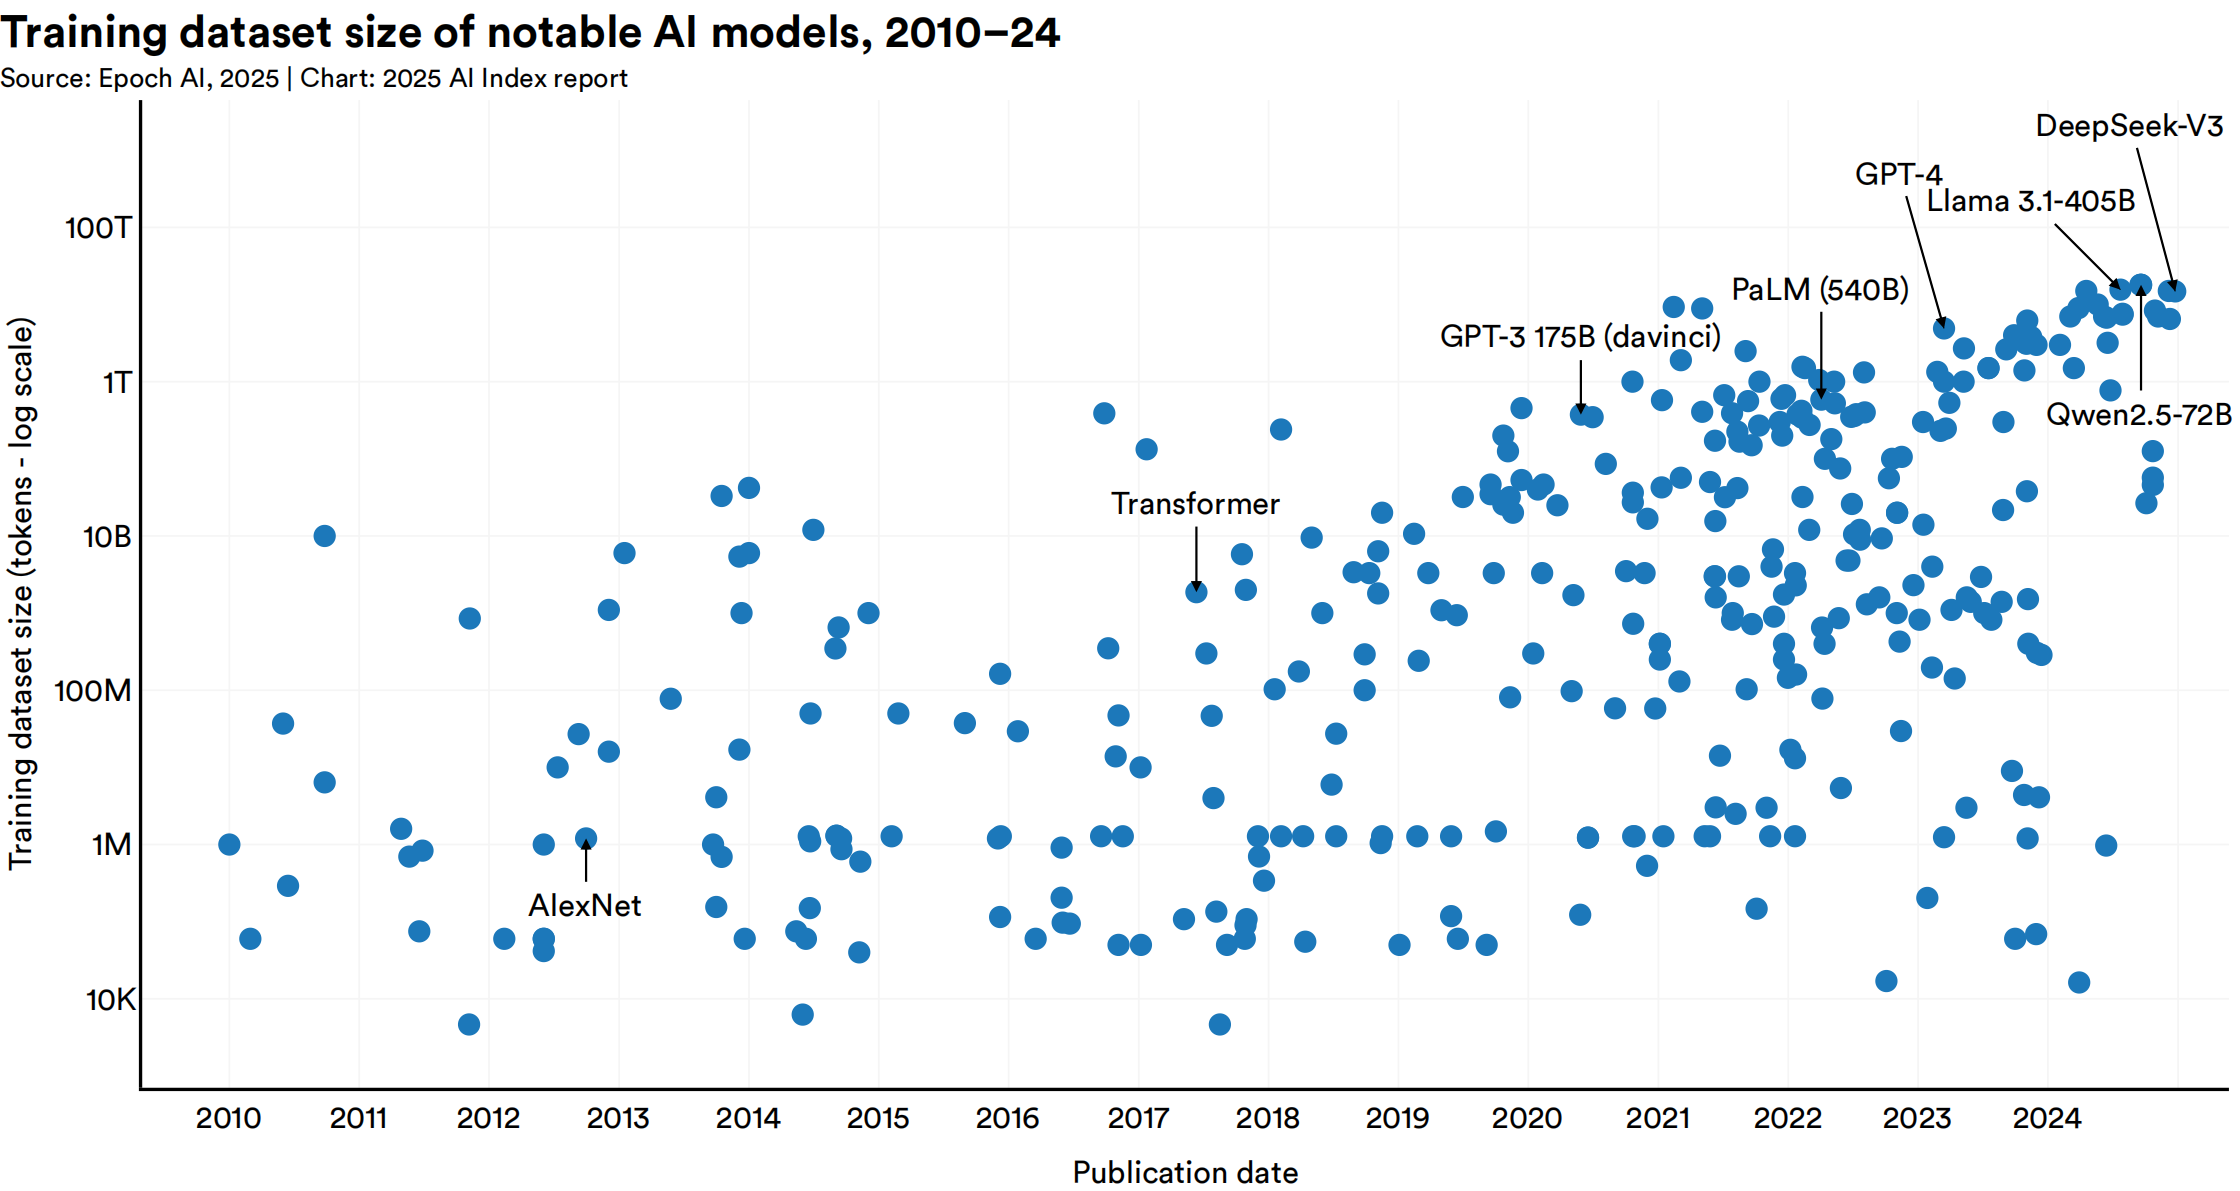 Training dataset size of notable AI models, 2010–24
Source: Epoch AI, 2025 | Chart: 2025 AI Index report
Training dataset size (tokens - log scale)
100T
1T
10B
100M
1M
10K
DeepSeek-V3
GPT-4
Llama 3.1-405B
PaLM (540B)
GPT-3 175B (davinci)
Qwen2.5-72B
Transformer
AlexNet
2010 2011 2012 2013 2014 2015 2016 2017 2018 2019 2020 2021 2022 2023 2024
Publication date